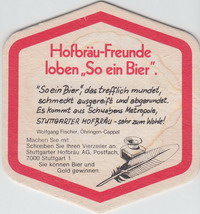 Hofbräu-Freunde
loben „So ein Bier".
„So ein Bier", das trefflich mundet,
schmeckt ausgereift und abgerundet.
Es kommt aus Schwabens Metropole,
STUTTGARTER HOFBRÄU - sehr zum Wohle!
Wolfgang Fischer, Öhringen-Cappel
Machen Sie mit.
Schreiben Sie Ihren Vierzeiler an:
Stuttgarter Hofbräu AG, Postfach,
7000 Stuttgart 1.
Sie können Bier und
Gold gewinnen.